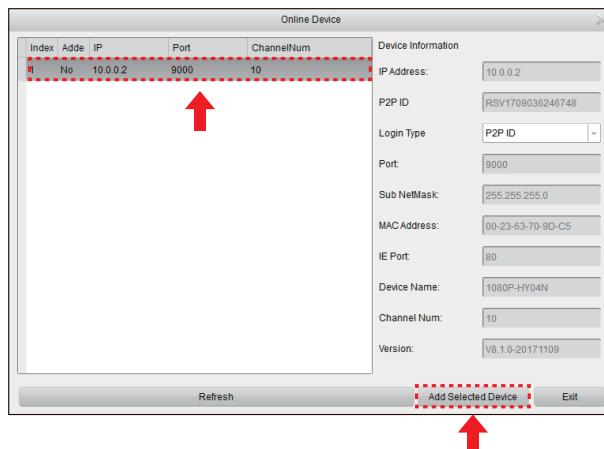 Online Device
Index Adde IP Port ChannelNum
1 No 10.0.0.2 9000 10
Device Information
IP Address: 10.0.0.2
P2P ID RSV1709036246748
Login Type P2P ID
Port: 9000
Sub NetMask: 255.255.255.0
MAC Address: 00-23-63-70-9D-C5
IE Port: 80
Device Name: 1080P-HY04N
Channel Num: 10
Version: V8.1.0-20171109
Refresh Add Selected Device Exit